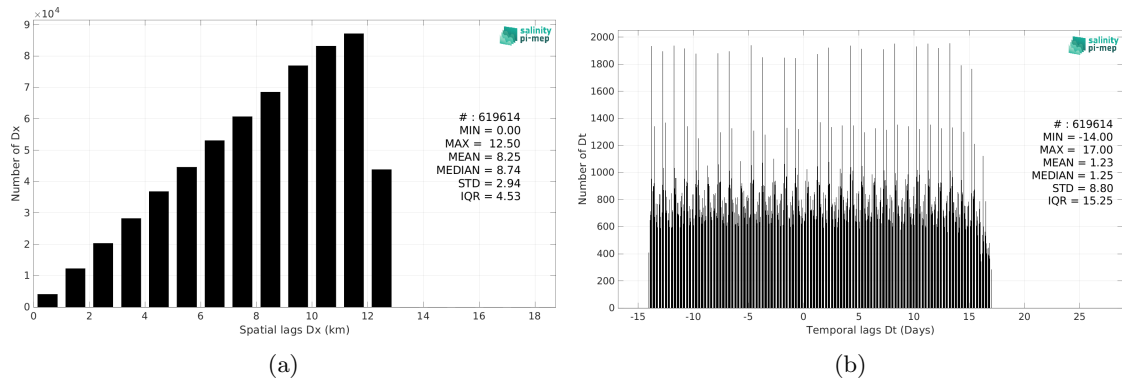 ×10⁴
9
8
7
6
5
4
3
2
1
0
Number of Dx
0 2 4 6 8 10 12 14 16 18
Spatial lags Dx (km)
salinity
pi-mep
# : 619614
MIN = 0.00
MAX = 12.50
MEAN = 8.25
MEDIAN = 8.74
STD = 2.94
IQR = 4.53
(a)
2000
1800
1600
1400
1200
1000
800
600
400
200
0
Number of Dt
-15 -10 -5 0 5 10 15 20 25
Temporal lags Dt (Days)
salinity
pi-mep
# : 619614
MIN = -14.00
MAX = 17.00
MEAN = 1.23
MEDIAN = 1.25
STD = 8.80
IQR = 15.25
(b)